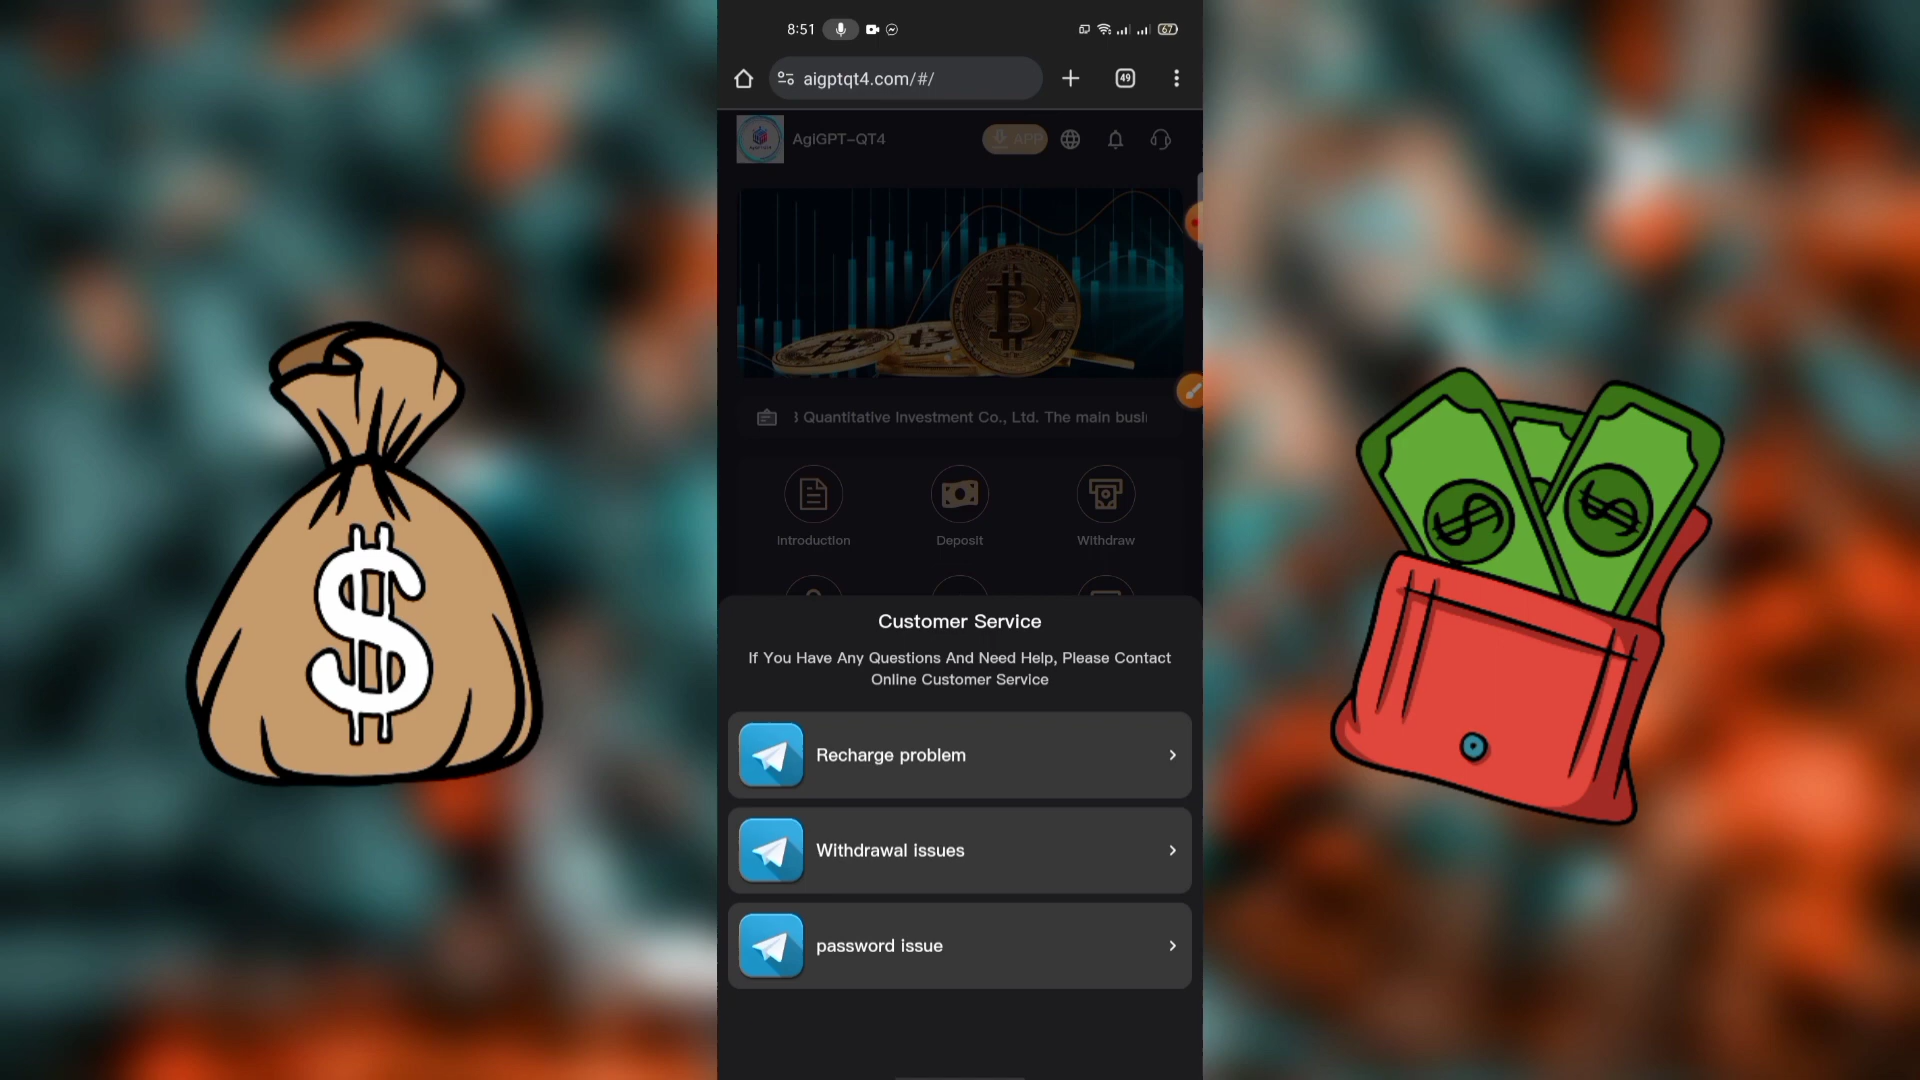 8:51
67
aigptqt4.com/#/
49
AgiGPT-QT4
APP
Quantitative Investment Co., Ltd. The main busi
Introduction
Deposit
Withdraw
Customer Service
If You Have Any Questions And Need Help, Please Contact
Online Customer Service
Recharge problem
Withdrawal issues
password issue
$
$
$